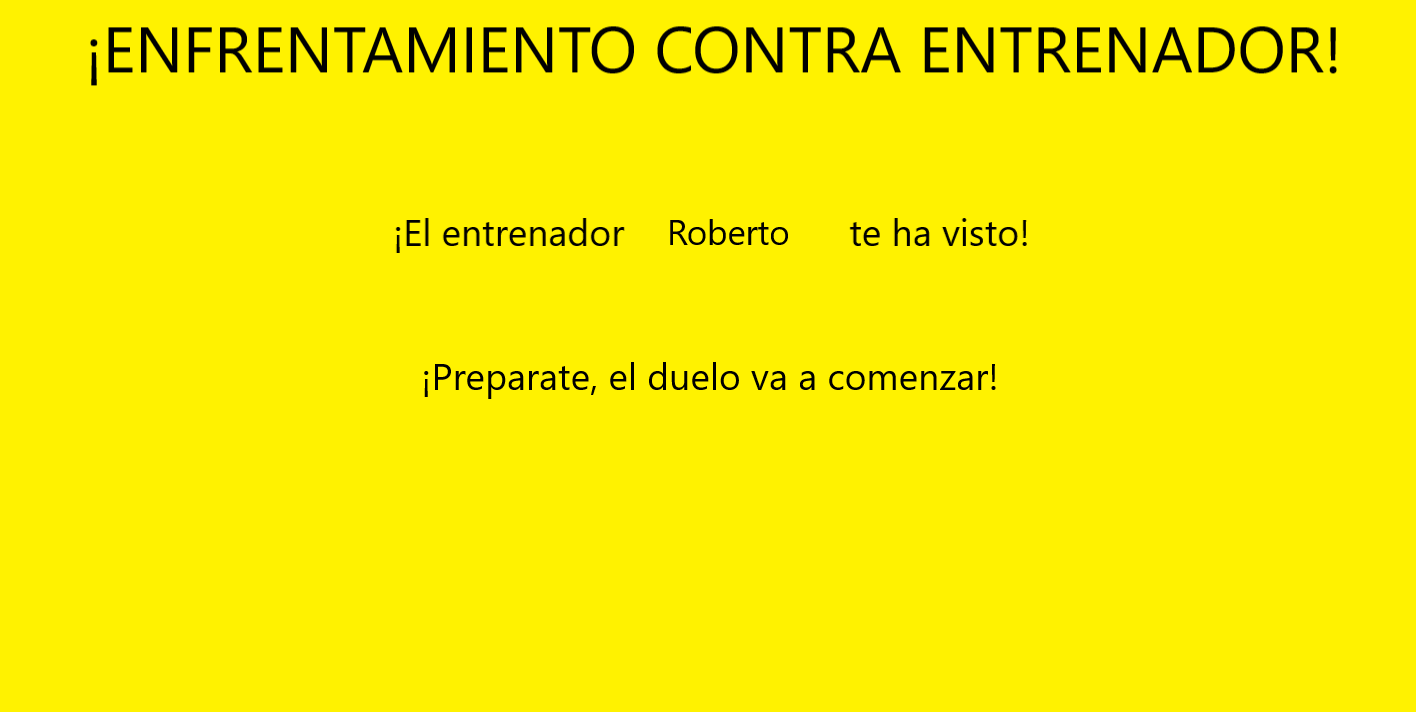 ¡ENFRENTAMIENTO CONTRA ENTRENADOR!
¡El entrenador Roberto te ha visto!
¡Preparate, el duelo va a comenzar!